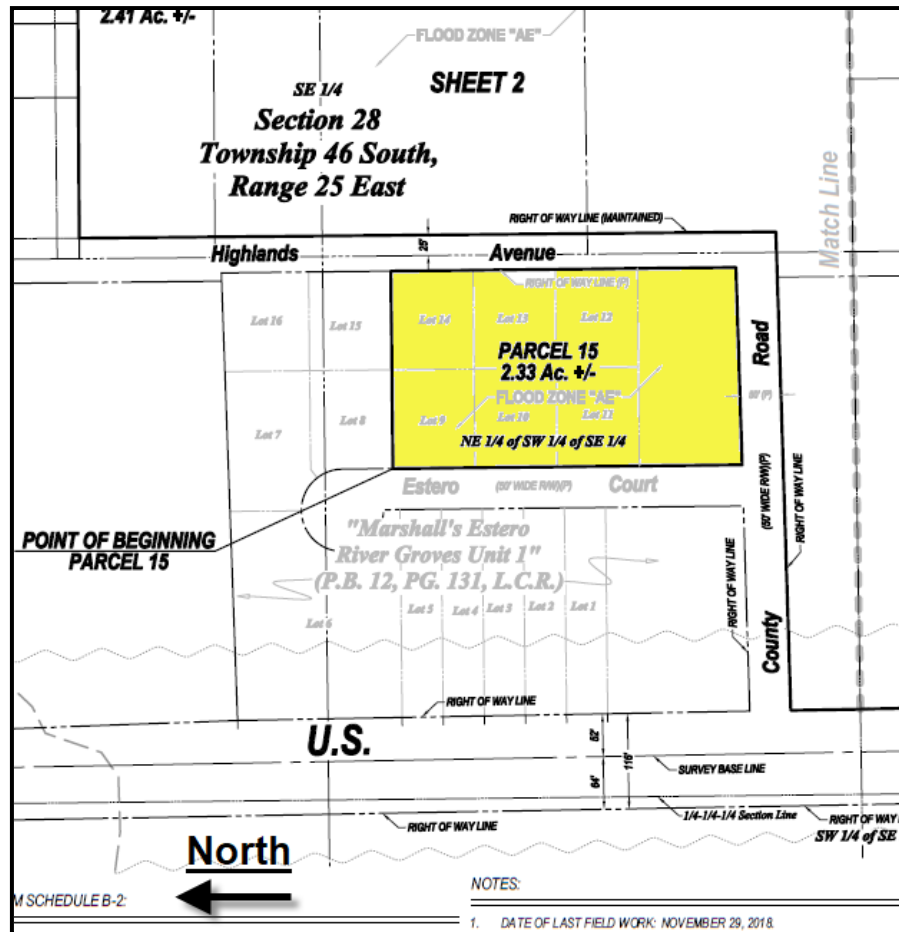 2.41 Ac. +/-
FLOOD ZONE "AE"
SHEET 2
SE 1/4
Section 28
Township 46 South,
Range 25 East
Match Line
RIGHT OF WAY LINE (MAINTAINED)
25'
Highlands Avenue
RIGHT OF WAY LINE (P)
Lot 16
Lot 15
Lot 14
Lot 13
Lot 12
Road
PARCEL 15
2.33 Ac. +/-
FLOOD ZONE "AE"
(P)
Lot 7
Lot 8
Lot 9
Lot 10
Lot 11
NE 1/4 of SW 1/4 of SE 1/4
Estero (50' WIDE R/W)(P) Court
(50' WIDE R/W)(P)
RIGHT OF WAY LINE
POINT OF BEGINNING
PARCEL 15
"Marshall's Estero
River Groves Unit 1"
(P.B. 12, PG. 131, L.C.R.)
RIGHT OF WAY LINE
Lot 6
Lot 5
Lot 4
Lot 3
Lot 2
Lot 1
County
RIGHT OF WAY LINE
U.S.
52'
116'
64'
SURVEY BASE LINE
1/4-1/4-1/4 Section Line
RIGHT OF WAY LINE
RIGHT OF WAY
SW 1/4 of SE
North
M SCHEDULE B-2:
NOTES:
1. DATE OF LAST FIELD WORK: NOVEMBER 29, 2018.